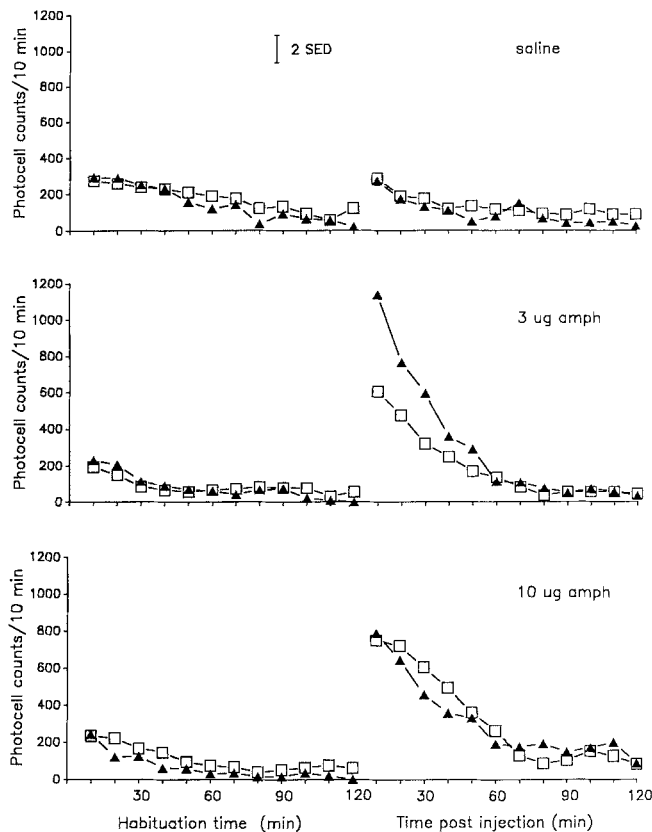 1200
1000
800
600
400
200
0
Photocell counts/10 min
2 SED
saline
1200
1000
800
600
400
200
0
Photocell counts/10 min
3 ug amph
1200
1000
800
600
400
200
0
Photocell counts/10 min
10 ug amph
30 60 90 120 30 60 90 120
Habituation time (min) Time post injection (min)